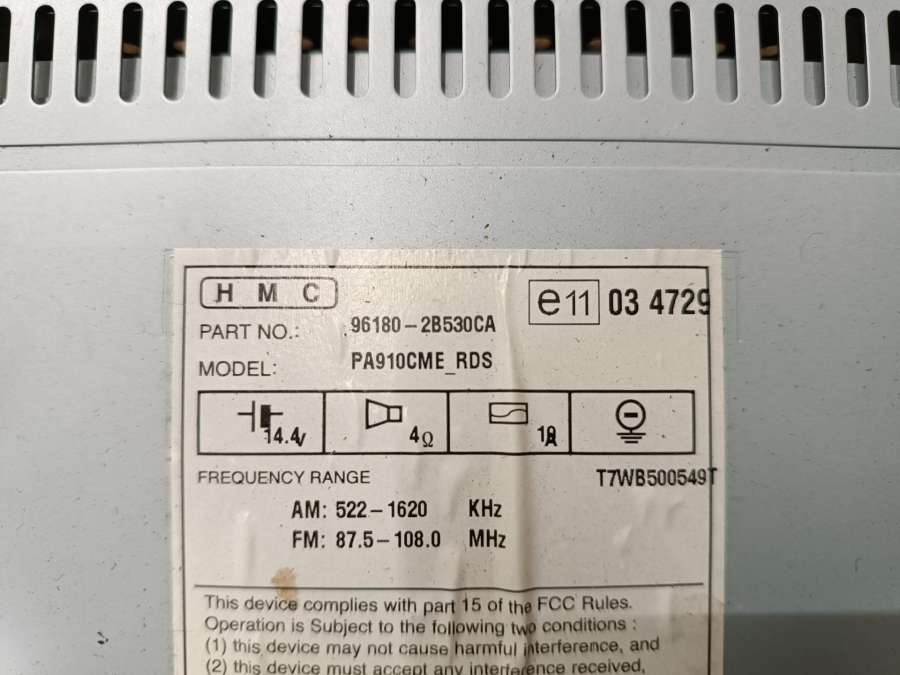 HMC
e11 03 4729
PART NO.: 96180-2B530CA
MODEL: PA910CME_RDS
14.4V 4Ω
FREQUENCY RANGE T7WB500549T
AM: 522-1620 KHz
FM: 87.5-108.0 MHz
This device complies with part 15 of the FCC Rules.
Operation is Subject to the following two conditions :
(1) this device may not cause harmful interference, and
(2) this device must accept any interference received,